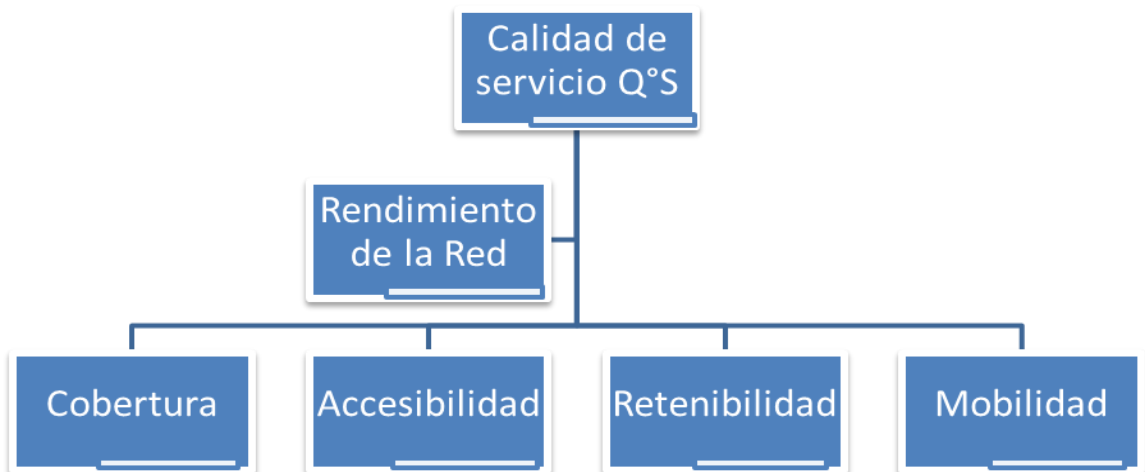 Calidad de
servicio Q°S
Rendimiento
de la Red
Cobertura
Accesibilidad
Retenibilidad
Mobilidad